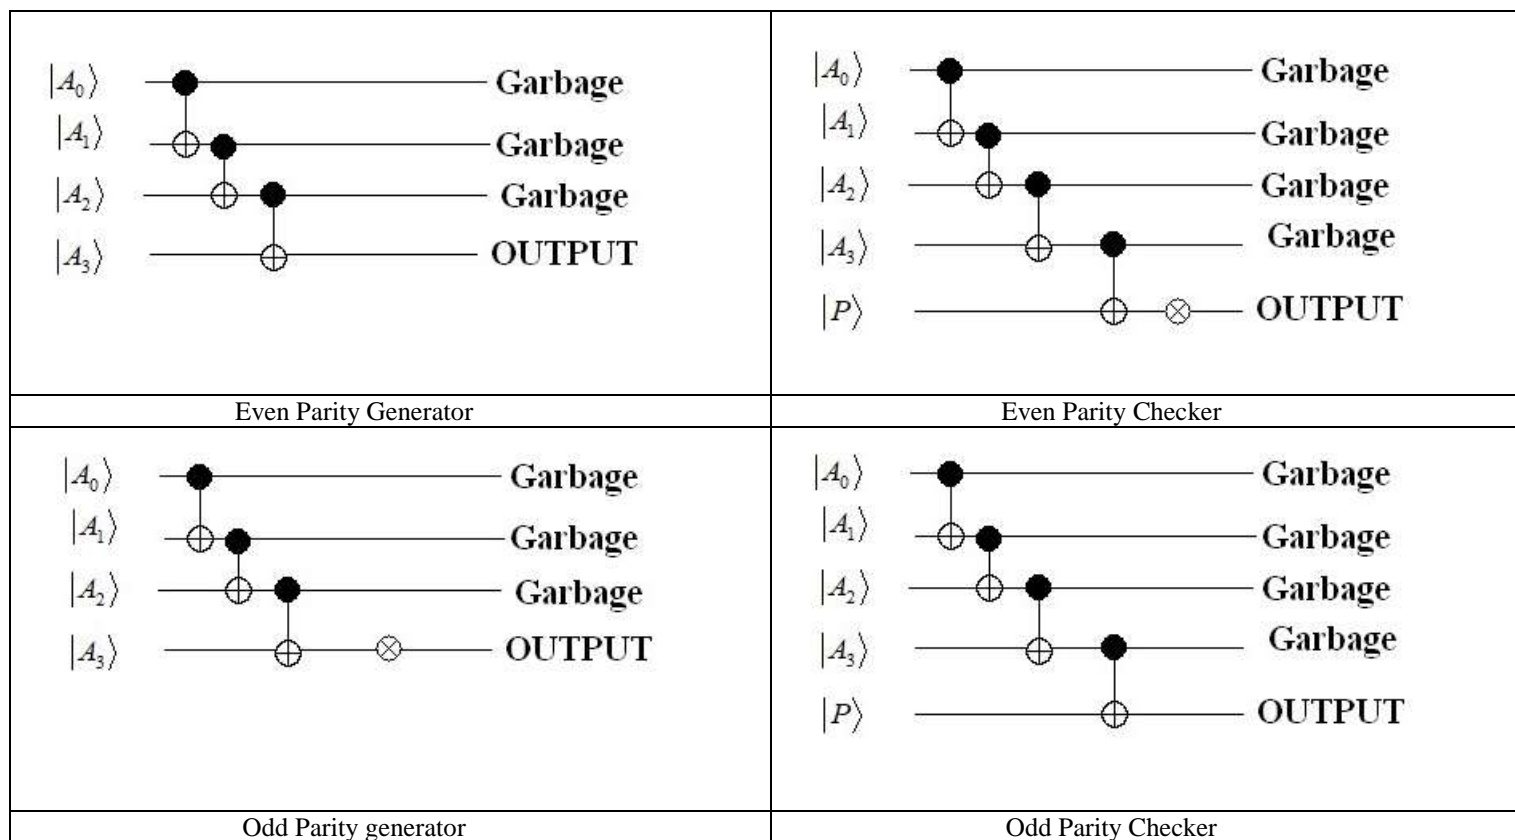 |A₀⟩ Garbage
|A₁⟩ Garbage
|A₂⟩ Garbage
|A₃⟩ OUTPUT
Even Parity Generator
|A₀⟩ Garbage
|A₁⟩ Garbage
|A₂⟩ Garbage
|A₃⟩ Garbage
|P⟩ OUTPUT
Even Parity Checker
|A₀⟩ Garbage
|A₁⟩ Garbage
|A₂⟩ Garbage
|A₃⟩ OUTPUT
Odd Parity generator
|A₀⟩ Garbage
|A₁⟩ Garbage
|A₂⟩ Garbage
|A₃⟩ Garbage
|P⟩ OUTPUT
Odd Parity Checker